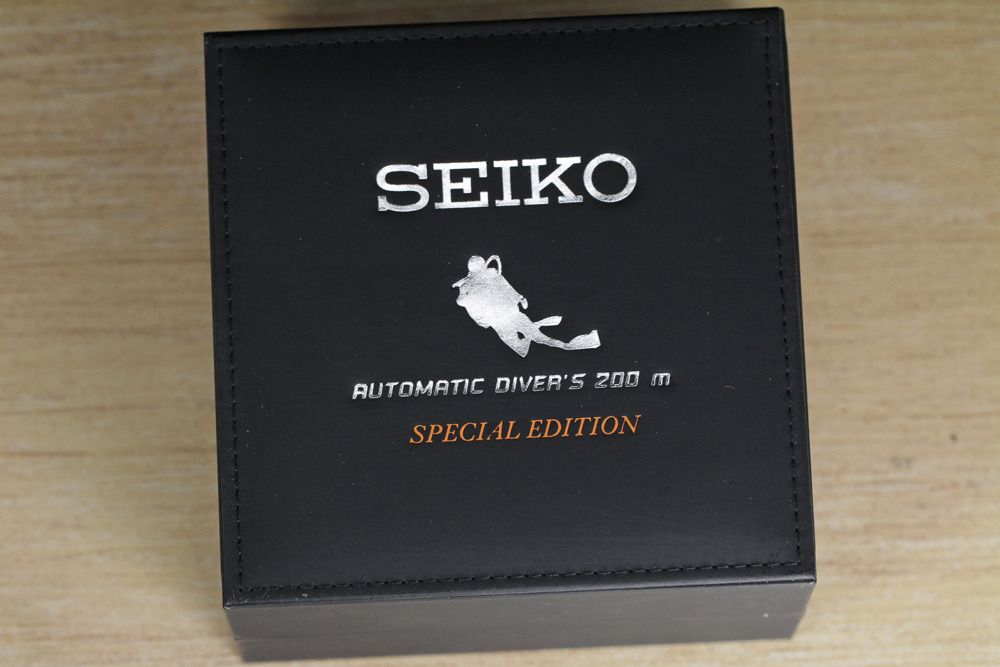 SEIKO
AUTOMATIC DIVER'S 200 m
SPECIAL EDITION